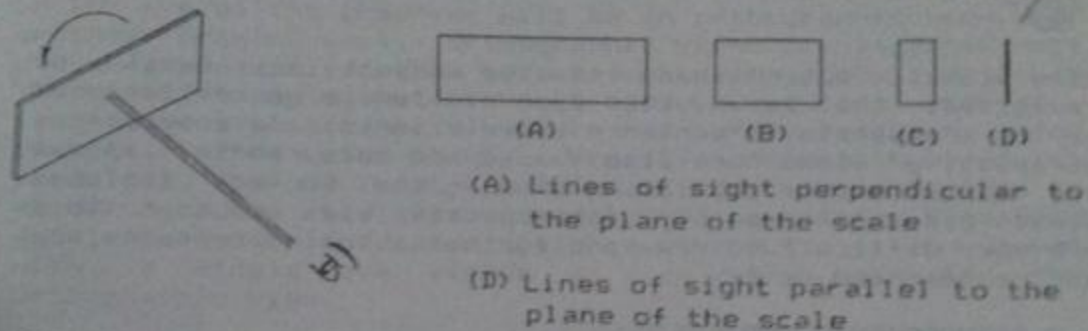 (A)
(B)
(C)
(D)
(A) Lines of sight perpendicular to
the plane of the scale
(D) Lines of sight parallel to the
plane of the scale